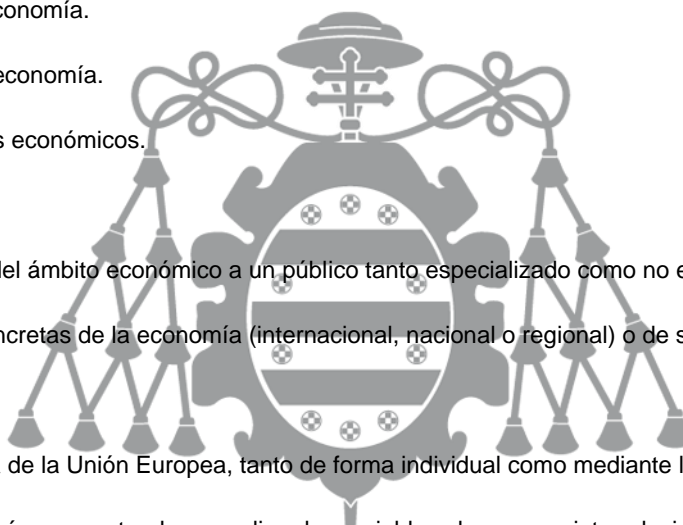 conomía.
economía.
s económicos.
del ámbito económico a un público tanto especializado como no e
ncretas de la economía (internacional, nacional o regional) o de s
de la Unión Europea, tanto de forma individual como mediante l